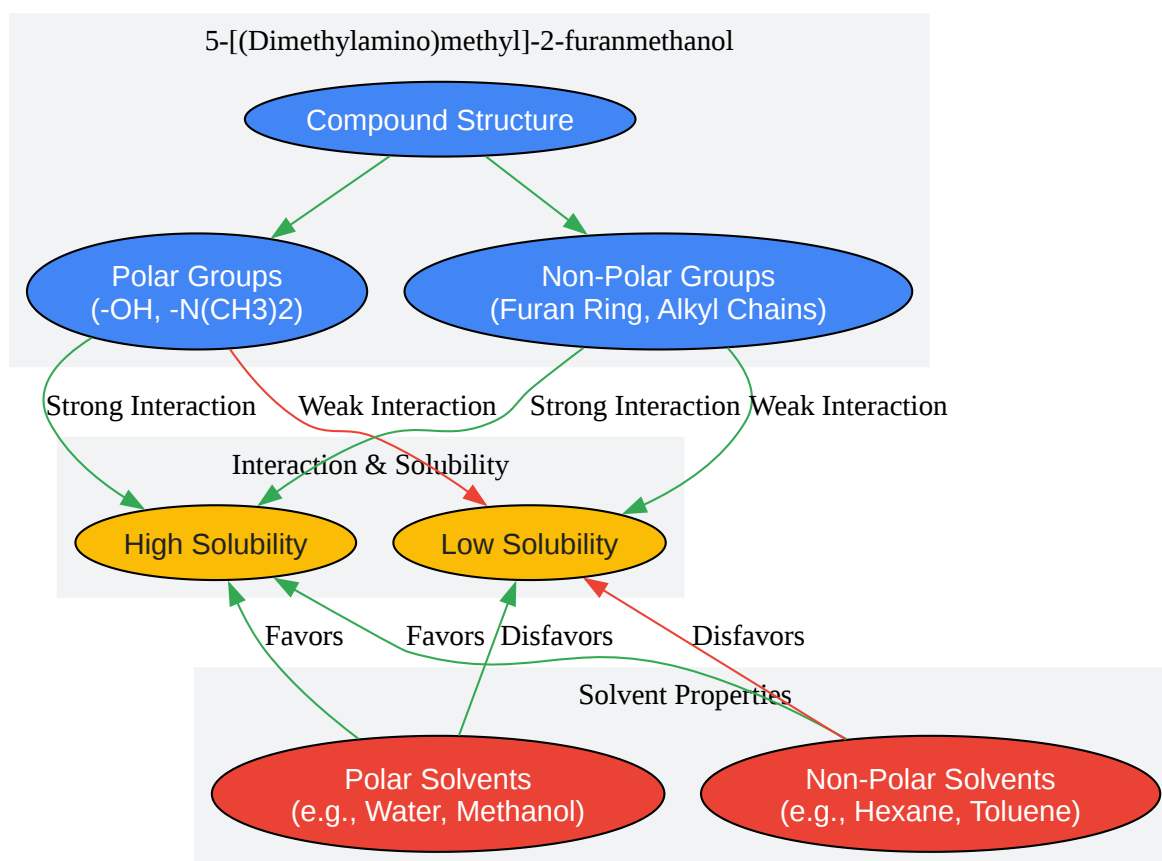 5-[(Dimethylamino)methyl]-2-furanmethanol
Compound Structure
Polar Groups
(-OH, -N(CH3)2)
Non-Polar Groups
(Furan Ring, Alkyl Chains)
Strong Interaction
Weak Interaction
Strong Interaction
Weak Interaction
Interaction & Solubility
High Solubility
Low Solubility
Favors
Favors
Disfavors
Disfavors
Solvent Properties
Polar Solvents
(e.g., Water, Methanol)
Non-Polar Solvents
(e.g., Hexane, Toluene)